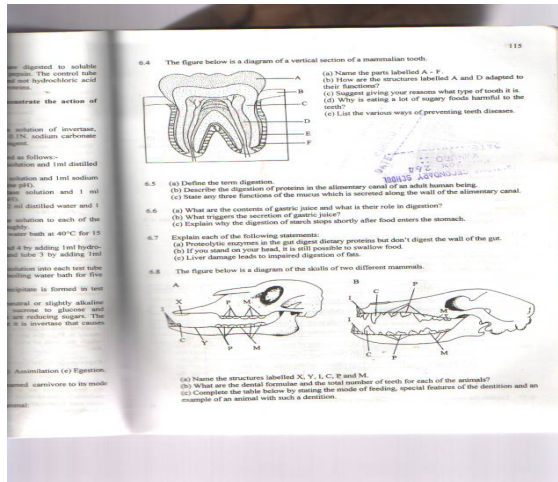 115
digested to soluble
pepsin. The control tube
not hydrochloric acid
the action of
solution of invertase,
0.1N. sodium carbonate
as follows:-
solution and 1ml distilled
solution and 1ml sodium
solution and 1 ml
2 ml distilled water and 1
solution to each of the
water bath at 40°C for 15
4 by adding 1ml hydro-
tube 3 by adding 1ml
solution into each test tube
boiling water bath for five
precipitate is formed in test
neutral or slightly alkaline
sucrose to glucose and
are reducing sugars. The
it is invertase that causes
Assimilation (e) Egestion.
named carnivore to its mode
6.4 The figure below is a diagram of a vertical section of a mammalian tooth.
A
B
C
D
E
F
(a) Name the parts labelled A - F.
(b) How are the structures labelled A and D adapted to
their functions?
(c) Suggest giving your reasons what type of tooth it is.
(d) Why is eating a lot of sugary foods harmful to the
teeth?
(e) List the various ways of preventing teeth diseases.
SECONDARY SCHOOL
6.5 (a) Define the term digestion.
(b) Describe the digestion of proteins in the alimentary canal of an adult human being.
(c) State any three functions of the mucus which is secreted along the wall of the alimentary canal.
6.6 (a) What are the contents of gastric juice and what is their role in digestion?
(b) What triggers the secretion of gastric juice?
(c) Explain why the digestion of starch stops shortly after food enters the stomach.
6.7 Explain each of the following statements:
(a) Proteolytic enzymes in the gut digest dietary proteins but don't digest the wall of the gut.
(b) If you stand on your head, it is still possible to swallow food.
(c) Liver damage leads to impaired digestion of fats.
6.8 The figure below is a diagram of the skulls of two different mammals.
A
X P M
I
C Y P M
B
P
C
I M
I
C P M
(a) Name the structures labelled X, Y, I, C, P and M.
(b) What are the dental formulae and the total number of teeth for each of the animals?
(c) Complete the table below by stating the mode of feeding, special features of the dentition and an
example of an animal with such a dentition.